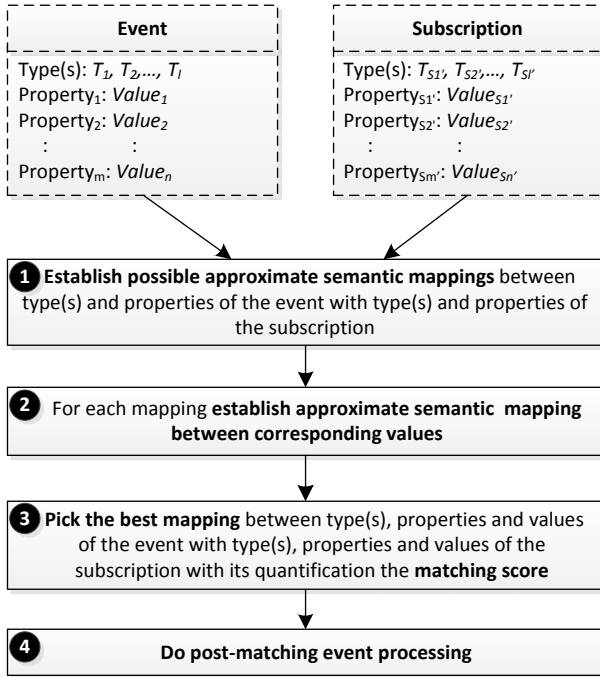 Event
Type(s): T1, T2,..., Tl
Property1: Value1
Property2: Value2
: :
Propertym: Valuen
Subscription
Type(s): TS1', TS2',..., TSl'
PropertyS1': ValueS1'
PropertyS2': ValueS2'
: :
PropertySm': ValueSn'
1 Establish possible approximate semantic mappings between
type(s) and properties of the event with type(s) and properties of
the subscription
2 For each mapping establish approximate semantic mapping
between corresponding values
3 Pick the best mapping between type(s), properties and values
of the event with type(s), properties and values of the
subscription with its quantification the matching score
4 Do post-matching event processing